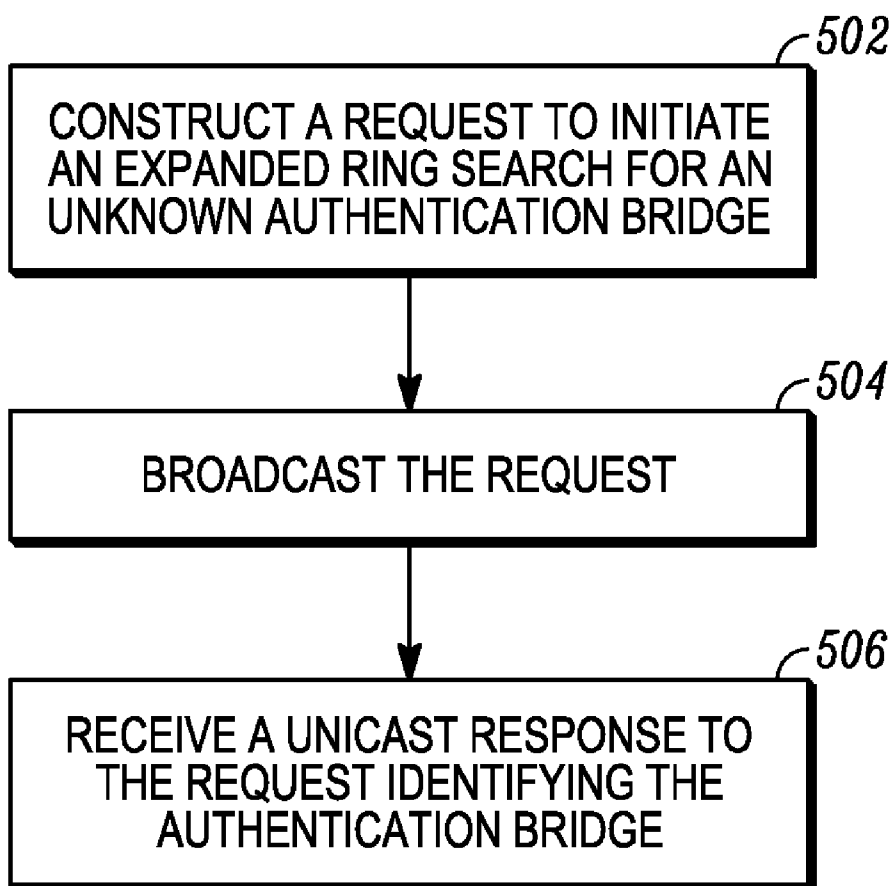 502
CONSTRUCT A REQUEST TO INITIATE
AN EXPANDED RING SEARCH FOR AN
UNKNOWN AUTHENTICATION BRIDGE
504
BROADCAST THE REQUEST
506
RECEIVE A UNICAST RESPONSE TO
THE REQUEST IDENTIFYING THE
AUTHENTICATION BRIDGE